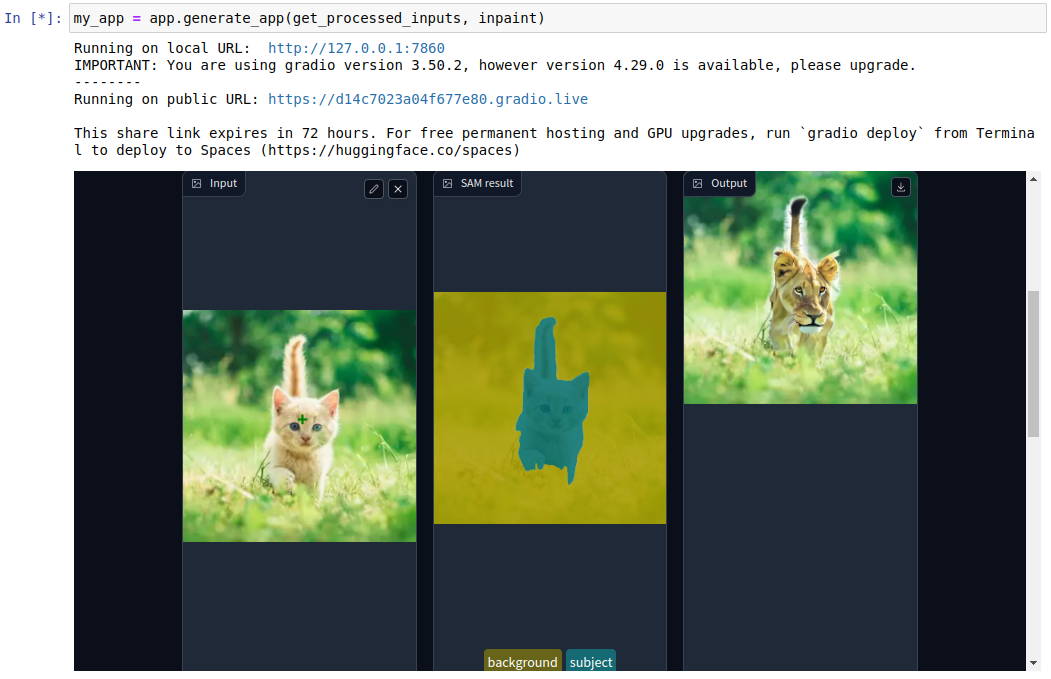 In [*]: my_app = app.generate_app(get_processed_inputs, inpaint)
Running on local URL:  http://127.0.0.1:7860
IMPORTANT: You are using gradio version 3.50.2, however version 4.29.0 is available, please upgrade.
--------
Running on public URL: https://d14c7023a04f677e80.gradio.live
This share link expires in 72 hours. For free permanent hosting and GPU upgrades, run `gradio deploy` from Termina
l to deploy to Spaces (https://huggingface.co/spaces)
Input
SAM result
Output
background
subject